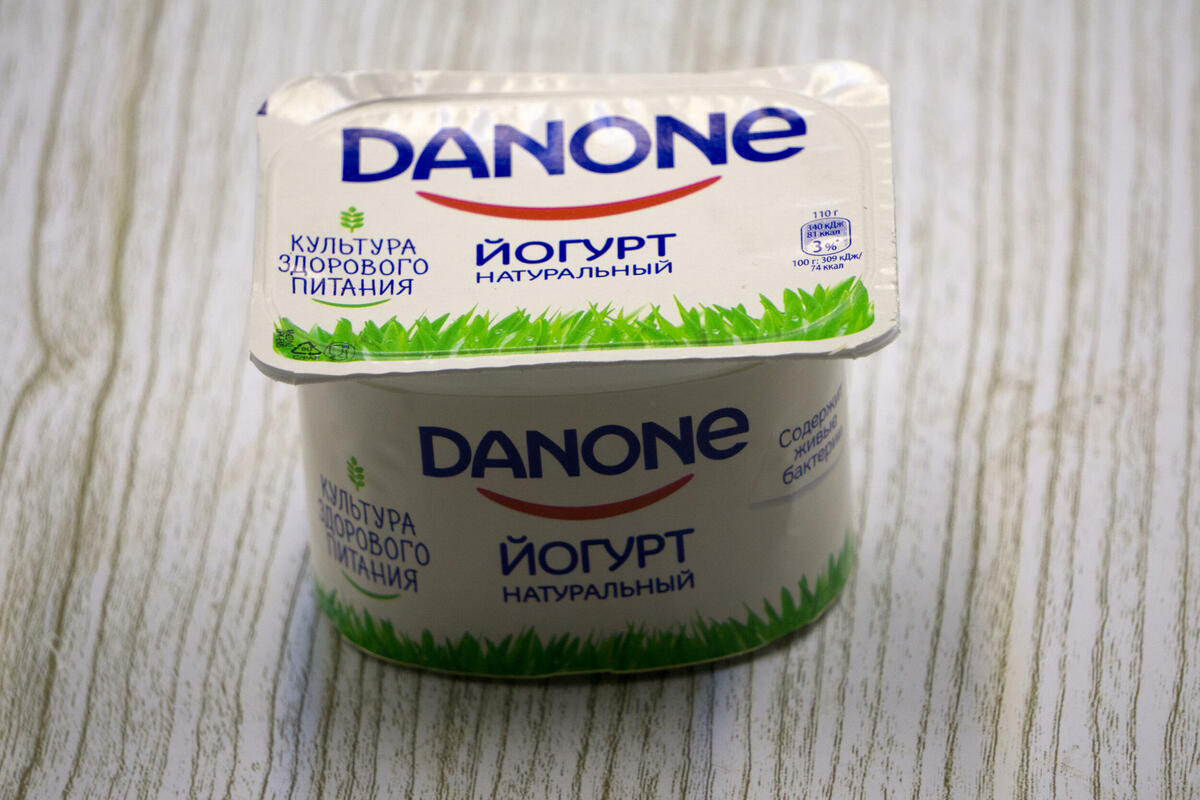 DANONE
КУЛЬТУРА
ЗДОРОВОГО
ПИТАНИЯ
ЙОГУРТ
НАТУРАЛЬНЫЙ
110 г
340 кДж
81 ккал
3%*
100 г: 309 кДж/
74 ккал
DANONE
КУЛЬТУРА
ЗДОРОВОГО
ПИТАНИЯ
ЙОГУРТ
НАТУРАЛЬНЫЙ
Содержит
живые
бактерии